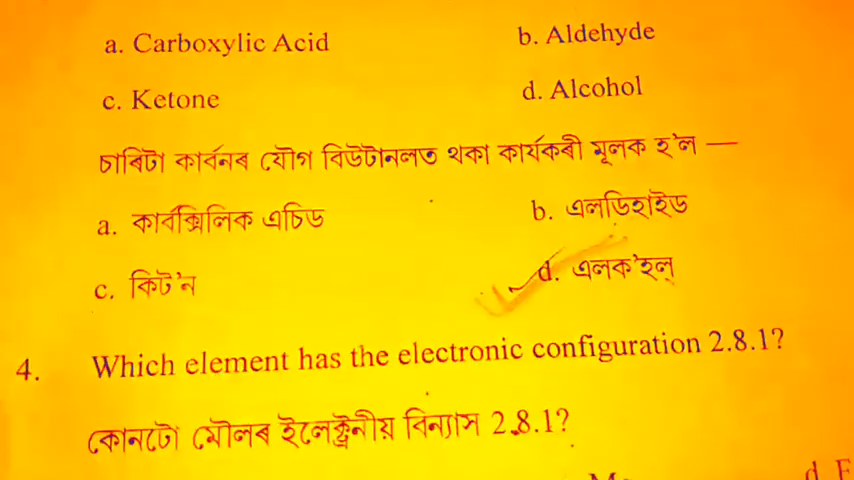 a. Carboxylic Acid b. Aldehyde
c. Ketone d. Alcohol
চাৰিটা কাৰ্বনৰ যৌগ বিউটানলত থকা কাৰ্যকৰী মূলক হ'ল —
a. কাৰ্বক্সিলিক এচিড b. এলডিহাইড
c. কিট'ন d. এলক'হল্
4. Which element has the electronic configuration 2.8.1?
কোনটো মৌলৰ ইলেক্ট্ৰনীয় বিন্যাস 2.8.1?